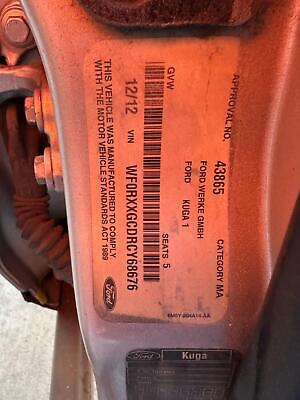 APPROVAL NO. 43865 CATEGORY MA
FORD WERKE GMBH
FORD KUGA 1
GVW SEATS 5
12/12 VIN WF0RXXGCDRCY68676
THIS VEHICLE WAS MANUFACTURED TO COMPLY
WITH THE MOTOR VEHICLE STANDARDS ACT 1989
Ford
Ford Kuga